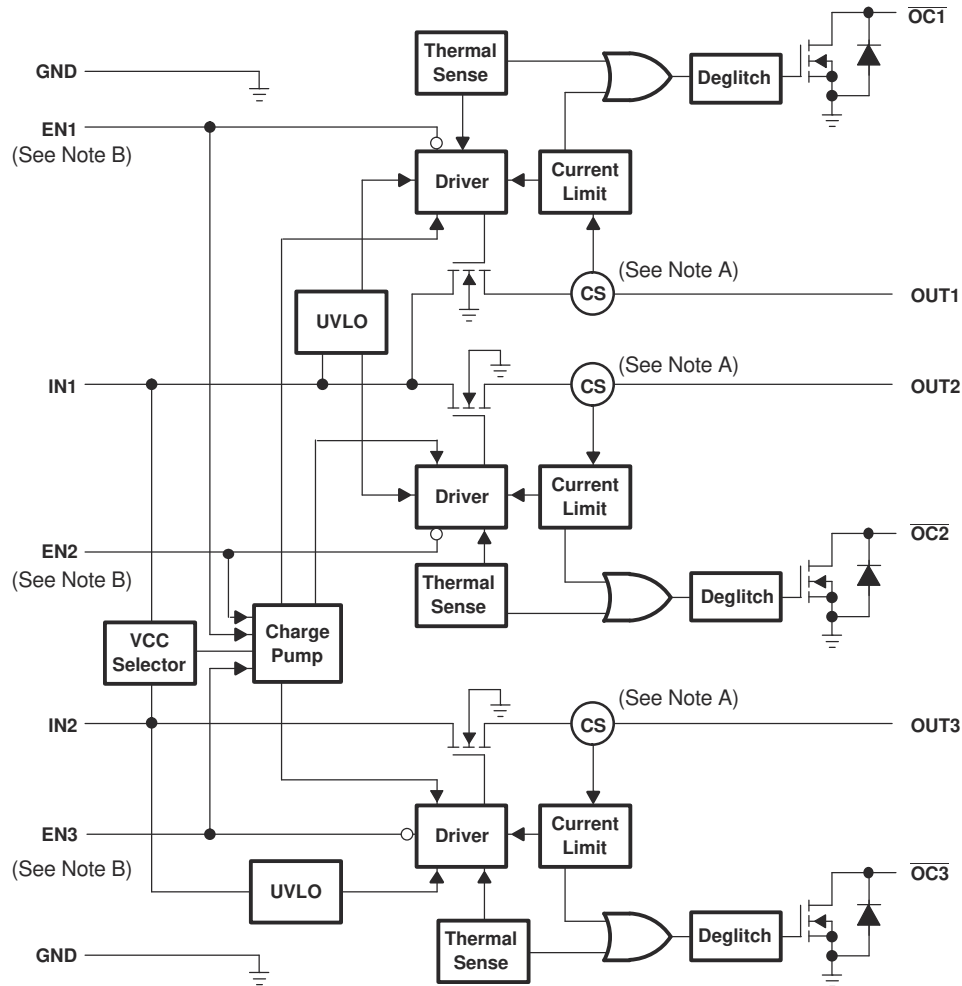 OC1
Thermal
Sense
Deglitch
GND
EN1
(See Note B)
Driver
Current
Limit
(See Note A)
CS
OUT1
UVLO
IN1
(See Note A)
CS
OUT2
Driver
Current
Limit
EN2
(See Note B)
OC2
Thermal
Sense
Deglitch
VCC
Selector
Charge
Pump
IN2
(See Note A)
CS
OUT3
EN3
(See Note B)
Driver
Current
Limit
UVLO
OC3
Thermal
Sense
Deglitch
GND